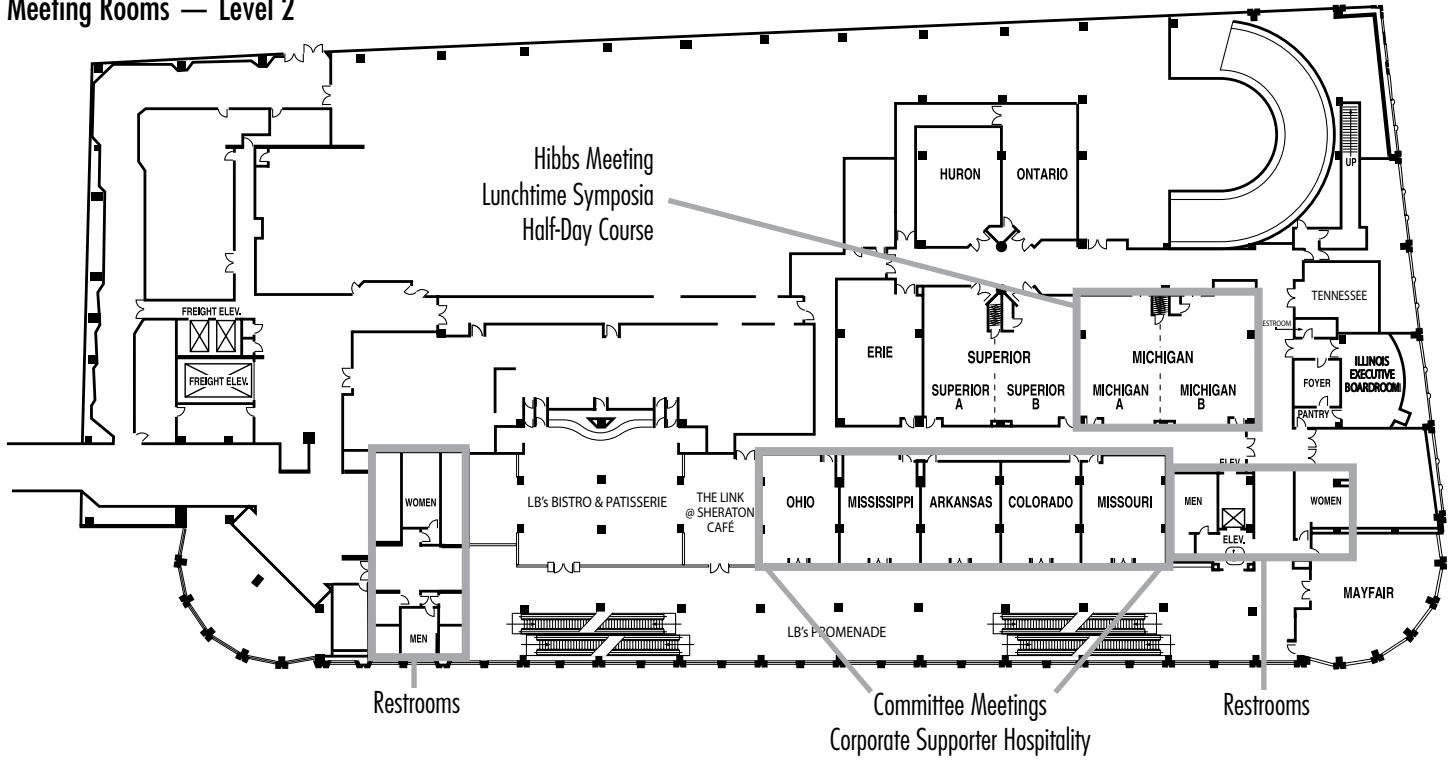 Meeting Rooms — Level 2
Hibbs Meeting
Lunchtime Symposia
Half-Day Course
HURON
ONTARIO
UP
FREIGHT ELEV.
FREIGHT ELEV.
ERIE
SUPERIOR
SUPERIOR
A
SUPERIOR
B
MICHIGAN
MICHIGAN
A
MICHIGAN
B
TENNESSEE
ESTROOM
FOYER
PANTRY
ILLINOIS
EXECUTIVE
BOARDROOM
WOMEN
MEN
LB's BISTRO & PATISSERIE
THE LINK
@ SHERATON
CAFÉ
OHIO
MISSISSIPPI
ARKANSAS
COLORADO
MISSOURI
ELEV.
MEN
ELEV.
WOMEN
MAYFAIR
LB's PROMENADE
Restrooms
Committee Meetings
Corporate Supporter Hospitality
Restrooms